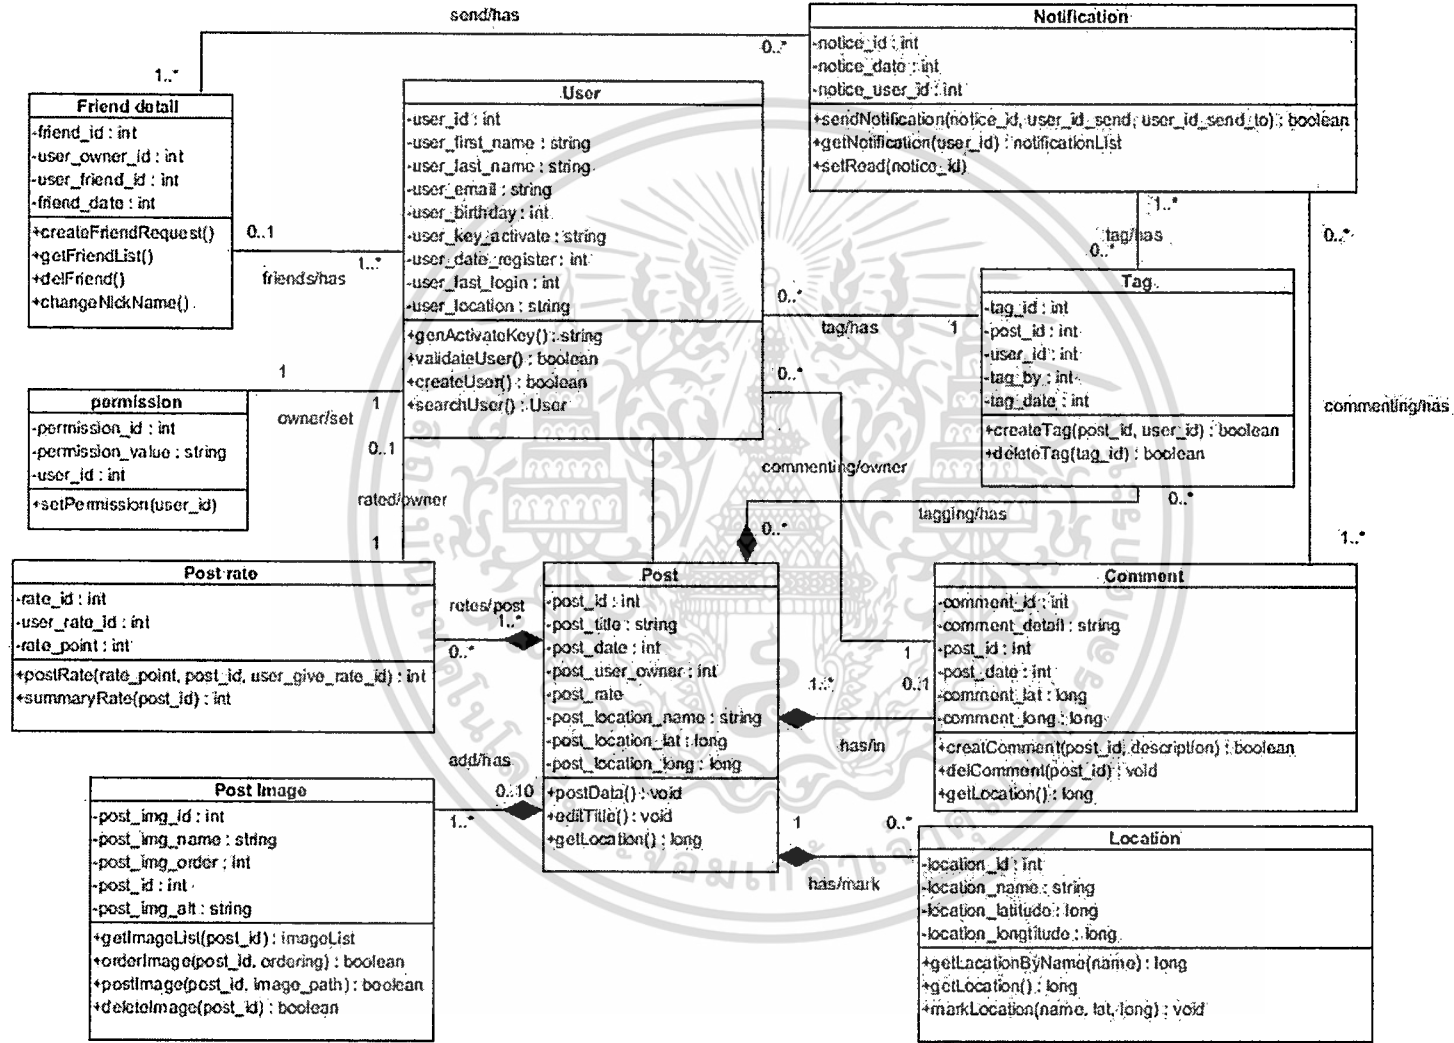 send/has
Notification
-notice_id : int
-notice_date : int
-notice_user_id : int
+sendNotification(notice_id, user_id_send, user_id_send_to) : boolean
+getNotification(user_id) : notificationList
+setRead(notice_id)
0..*
1..*
Friend detail
-friend_id : int
-user_owner_id : int
-user_friend_id : int
-friend_date : int
+createFriendRequest()
+getFriendList()
+delFriend()
+changeNickName()
0..1
friends/has
1..*
User
-user_id : int
-user_first_name : string
-user_last_name : string
-user_email : string
-user_birthday : int
-user_key_activate : string
-user_date_register : int
-user_last_login : int
-user_location : string
+genActivateKey() : string
+validateUser() : boolean
+createUser() : boolean
+searchUser() : User
1..*
tag/has
0..*
0..*
commenting/has
1..*
Tag
-tag_id : int
-post_id : int
-user_id : int
-tag_by : int
-tag_date : int
+createTag(post_id, user_id) : boolean
+deleteTag(tag_id) : boolean
0..*
tag/has
1
0..*
commenting/owner
tagging/has
0..*
0..*
1
owner/set
1
permission
-permission_id : int
-permission_value : string
-user_id : int
+setPermission(user_id)
0..1
rated/owner
1
Post rate
-rate_id : int
-user_rate_id : int
-rate_point : int
+postRate(rate_point, post_id, user_give_rate_id) : int
+summaryRate(post_id) : int
rates/post
1..*
0..*
Post
-post_id : int
-post_title : string
-post_date : int
-post_user_owner : int
-post_rate
-post_location_name : string
-post_location_lat : long
-post_location_long : long
+postData() : void
+editTitle() : void
+getLocation() : long
Comment
-comment_id : int
-comment_detail : string
-post_id : int
-post_date : int
-comment_lat : long
-comment_long : long
+creatComment(post_id, description) : boolean
+delComment(post_id) : void
+getLocation() : long
1
1..*
0..1
has/in
add/has
0..10
1..*
Post Image
-post_img_id : int
-post_img_name : string
-post_img_order : int
-post_id : int
-post_img_alt : string
+getImageList(post_id) : imageList
+orderImage(post_id, ordering) : boolean
+postImage(post_id, image_path) : boolean
+deleteImage(post_id) : boolean
1
0..*
has/mark
Location
-location_id : int
-location_name : string
-location_latitude : long
-location_longtitude : long
+getLacationByName(name) : long
+getLocation() : long
+markLocation(name, lat, long) : void